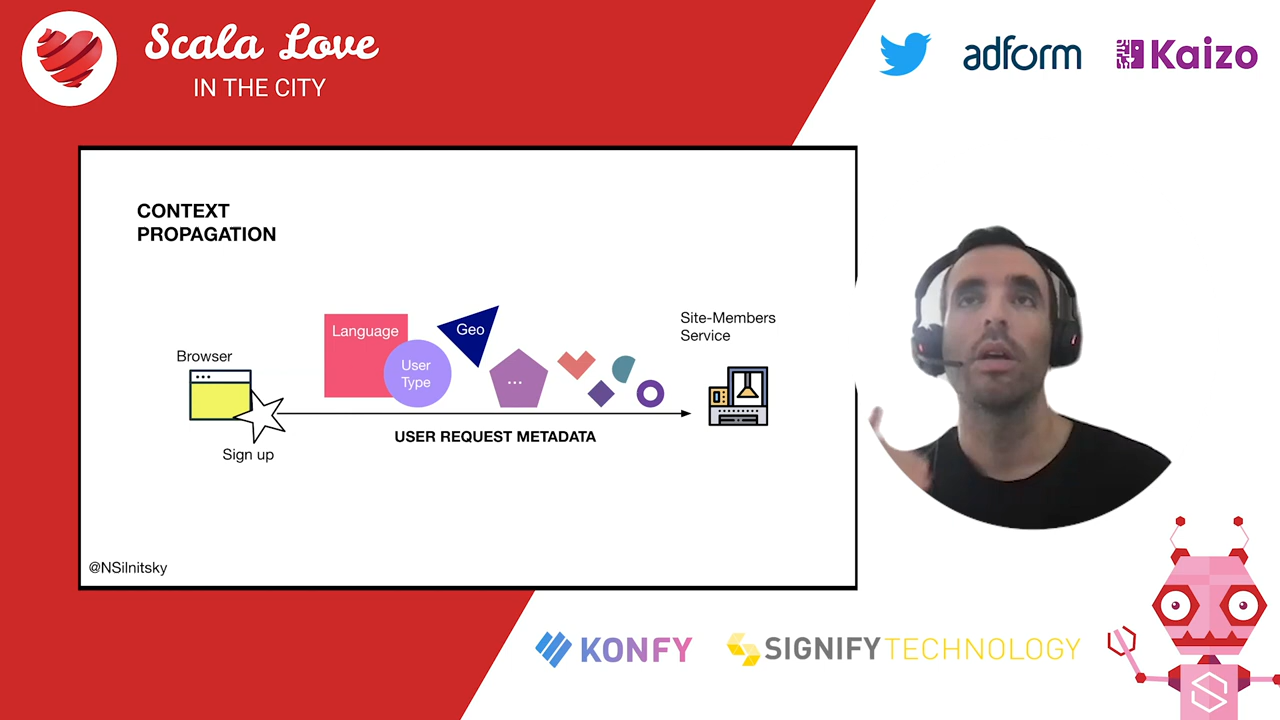 Scala Love
IN THE CITY
adform
Kaizo
CONTEXT
PROPAGATION
Language
User
Type
Geo
...
Browser
Sign up
USER REQUEST METADATA
Site-Members
Service
@NSilnitsky
KONFY
SIGNIFYTECHNOLOGY